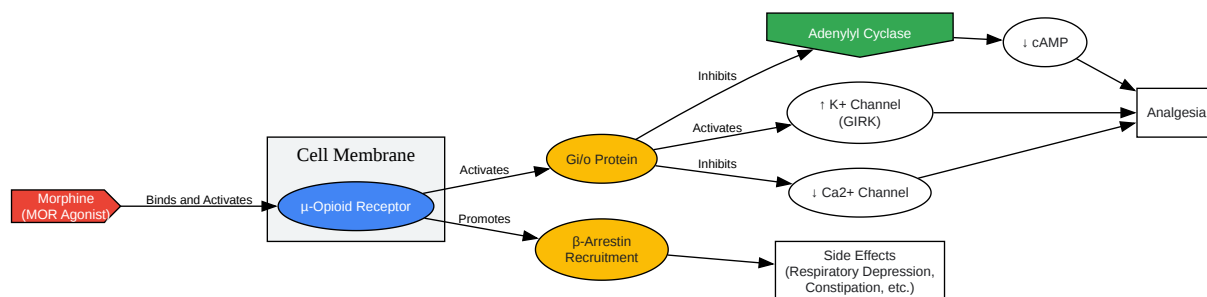 Morphine
(MOR Agonist)
Binds and Activates
Cell Membrane
µ-Opioid Receptor
Activates
Promotes
Gi/o Protein
β-Arrestin
Recruitment
Inhibits
Activates
Inhibits
Adenylyl Cyclase
↑ K+ Channel
(GIRK)
↓ Ca2+ Channel
Side Effects
(Respiratory Depression,
Constipation, etc.)
↓ cAMP
Analgesia